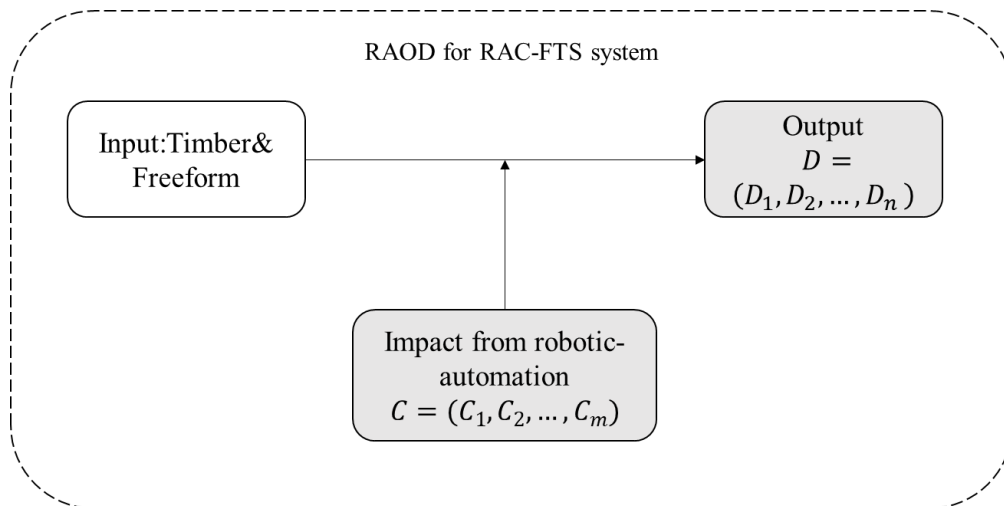 RAOD for RAC-FTS system
Input:Timber&
Freeform
Output
D =
(D₁, D₂, …, Dₙ )
Impact from robotic-
automation
C = (C₁, C₂, …, Cₘ)